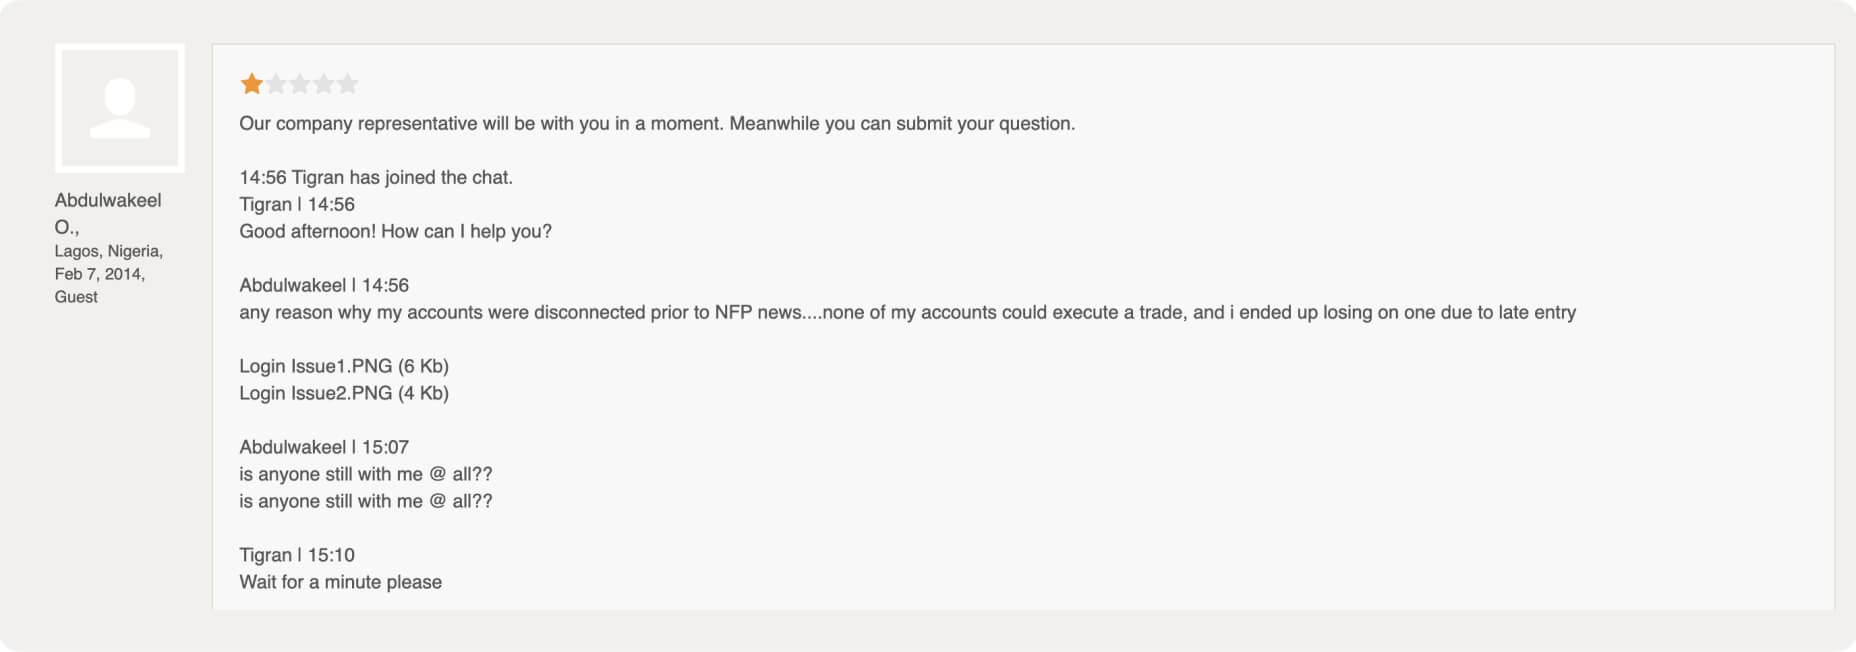 Abdulwakeel
O.,
Lagos, Nigeria,
Feb 7, 2014,
Guest
Our company representative will be with you in a moment. Meanwhile you can submit your question.
14:56 Tigran has joined the chat.
Tigran | 14:56
Good afternoon! How can I help you?
Abdulwakeel | 14:56
any reason why my accounts were disconnected prior to NFP news....none of my accounts could execute a trade, and i ended up losing on one due to late entry
Login Issue1.PNG (6 Kb)
Login Issue2.PNG (4 Kb)
Abdulwakeel | 15:07
is anyone still with me @ all??
is anyone still with me @ all??
Tigran | 15:10
Wait for a minute please